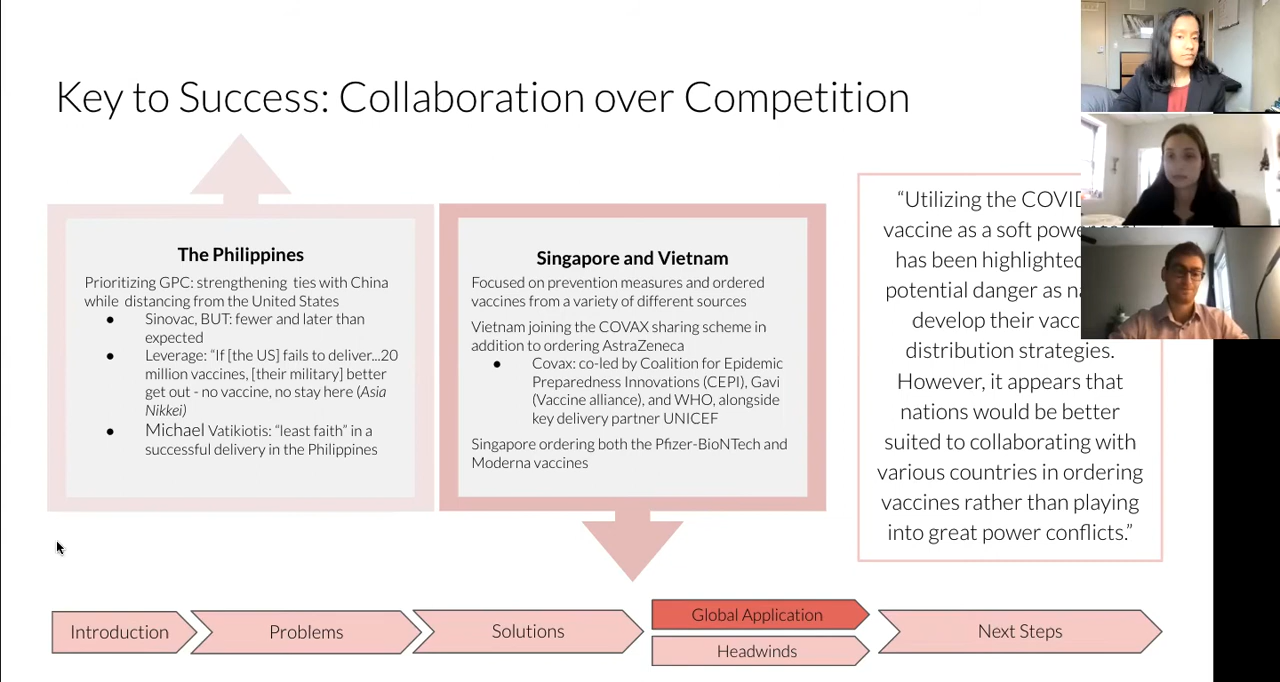 Key to Success: Collaboration over Competition
The Philippines
Prioritizing GPC: strengthening ties with China
while distancing from the United States
● Sinovac, BUT: fewer and later than
expected
● Leverage: “If [the US] fails to deliver...20
million vaccines, [their military] better
get out - no vaccine, no stay here (Asia
Nikkei)
● Michael Vatikiotis: “least faith” in a
successful delivery in the Philippines
Singapore and Vietnam
Focused on prevention measures and ordered
vaccines from a variety of different sources
Vietnam joining the COVAX sharing scheme in
addition to ordering AstraZeneca
● Covax: co-led by Coalition for Epidemic
Preparedness Innovations (CEPI), Gavi
(Vaccine alliance), and WHO, alongside
key delivery partner UNICEF
Singapore ordering both the Pfizer-BioNTech and
Moderna vaccines
“Utilizing the
vaccine as a soft
has been
potential danger as
develop their
distribution strategies.
However, it appears that
nations would be better
suited to collaborating with
various countries in ordering
vaccines rather than playing
into great power conflicts.”
Introduction
Problems
Solutions
Global Application
Headwinds
Next Steps